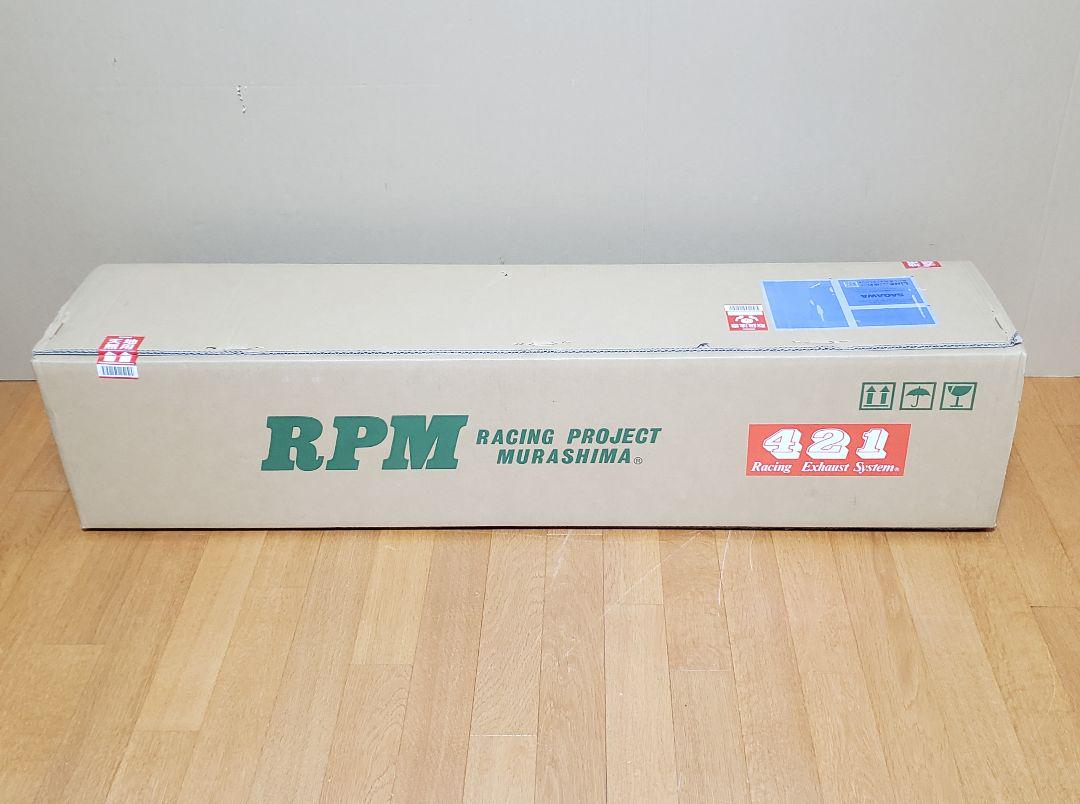 SAGAWA
RPM
RACING PROJECT
MURASHIMA®
421
Racing Exhaust System®